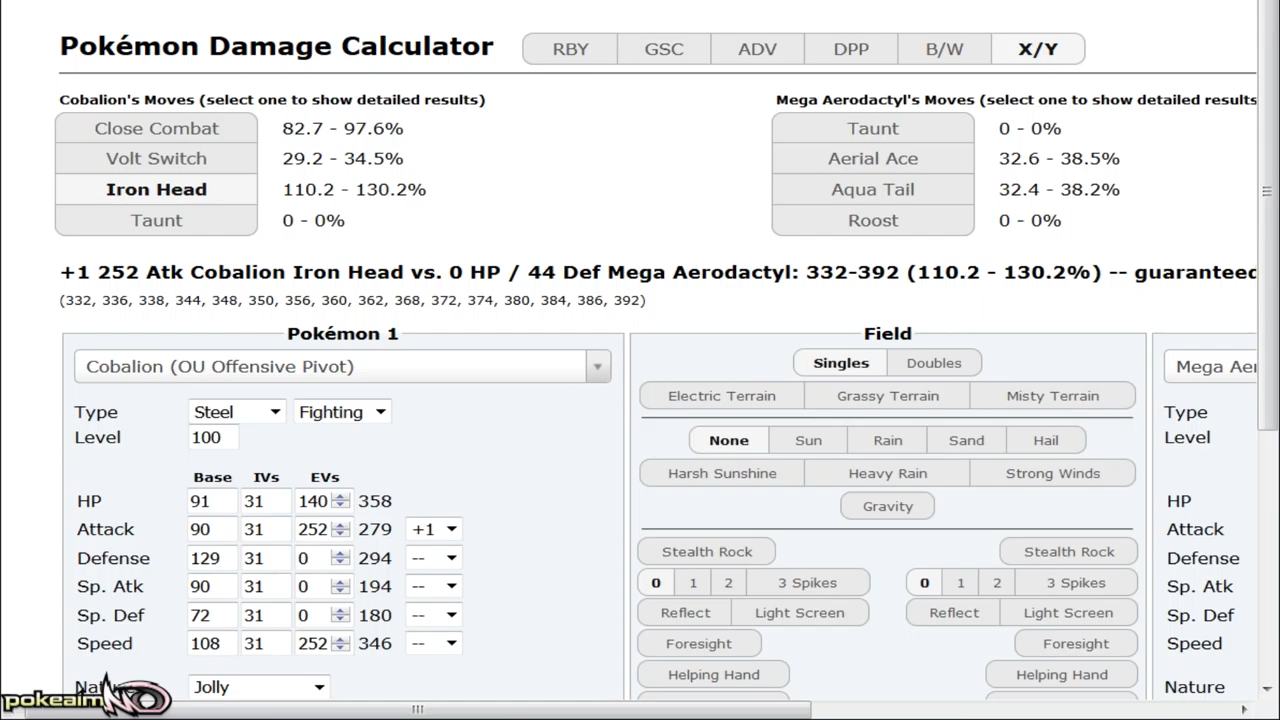 Pokémon Damage Calculator RBY GSC ADV DPP B/W X/Y
Cobalion's Moves (select one to show detailed results) Mega Aerodactyl's Moves (select one to show detailed results
Close Combat 82.7 - 97.6% Taunt 0 - 0%
Volt Switch 29.2 - 34.5% Aerial Ace 32.6 - 38.5%
Iron Head 110.2 - 130.2% Aqua Tail 32.4 - 38.2%
Taunt 0 - 0% Roost 0 - 0%
+1 252 Atk Cobalion Iron Head vs. 0 HP / 44 Def Mega Aerodactyl: 332-392 (110.2 - 130.2%) -- guaranteed
(332, 336, 338, 344, 348, 350, 356, 360, 362, 368, 372, 374, 380, 384, 386, 392)
Pokémon 1 Field
Cobalion (OU Offensive Pivot) Singles Doubles Mega Aer
Electric Terrain Grassy Terrain Misty Terrain
Type Steel Fighting Type
Level 100 None Sun Rain Sand Hail Level
Harsh Sunshine Heavy Rain Strong Winds
Base IVs EVs
HP 91 31 140 358 Gravity HP
Attack 90 31 252 279 +1 Attack
Defense 129 31 0 294 -- Stealth Rock Stealth Rock Defense
Sp. Atk 90 31 0 194 -- 0 1 2 3 Spikes 0 1 2 3 Spikes Sp. Atk
Sp. Def 72 31 0 180 -- Reflect Light Screen Reflect Light Screen Sp. Def
Speed 108 31 252 346 -- Foresight Foresight Speed
Helping Hand Helping Hand
Jolly Nature
pokeaimMD